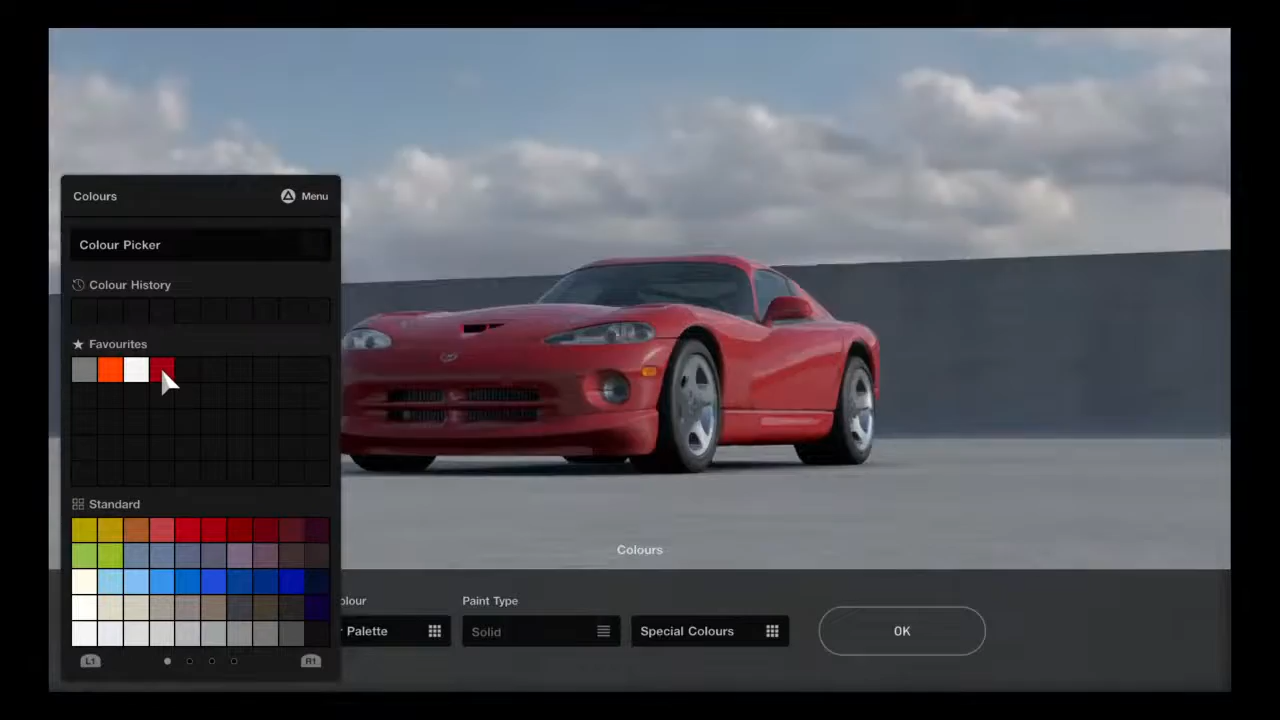 Colours
Menu
Colour Picker
Colour History
Favourites
Standard
L1
R1
Colours
olour
Palette
Paint Type
Solid
Special Colours
OK